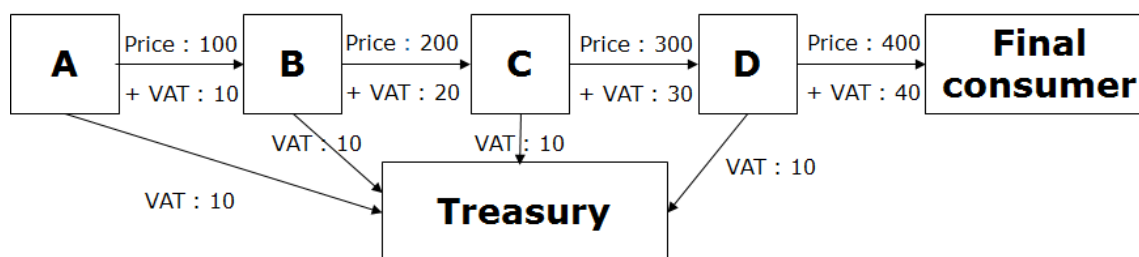 A
Price : 100
+ VAT : 10
B
Price : 200
+ VAT : 20
C
Price : 300
+ VAT : 30
D
Price : 400
+ VAT : 40
Final
consumer
VAT : 10
VAT : 10
VAT : 10
VAT : 10
Treasury